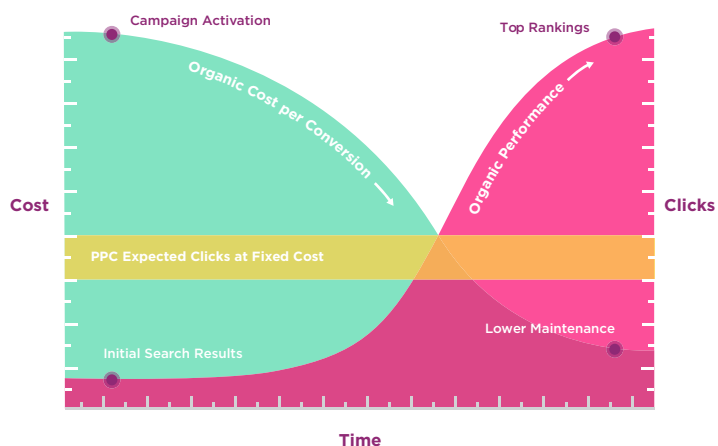 Campaign Activation
Top Rankings
Organic Cost per Conversion
Organic Performance
Cost
Clicks
PPC Expected Clicks at Fixed Cost
Lower Maintenance
Initial Search Results
Time